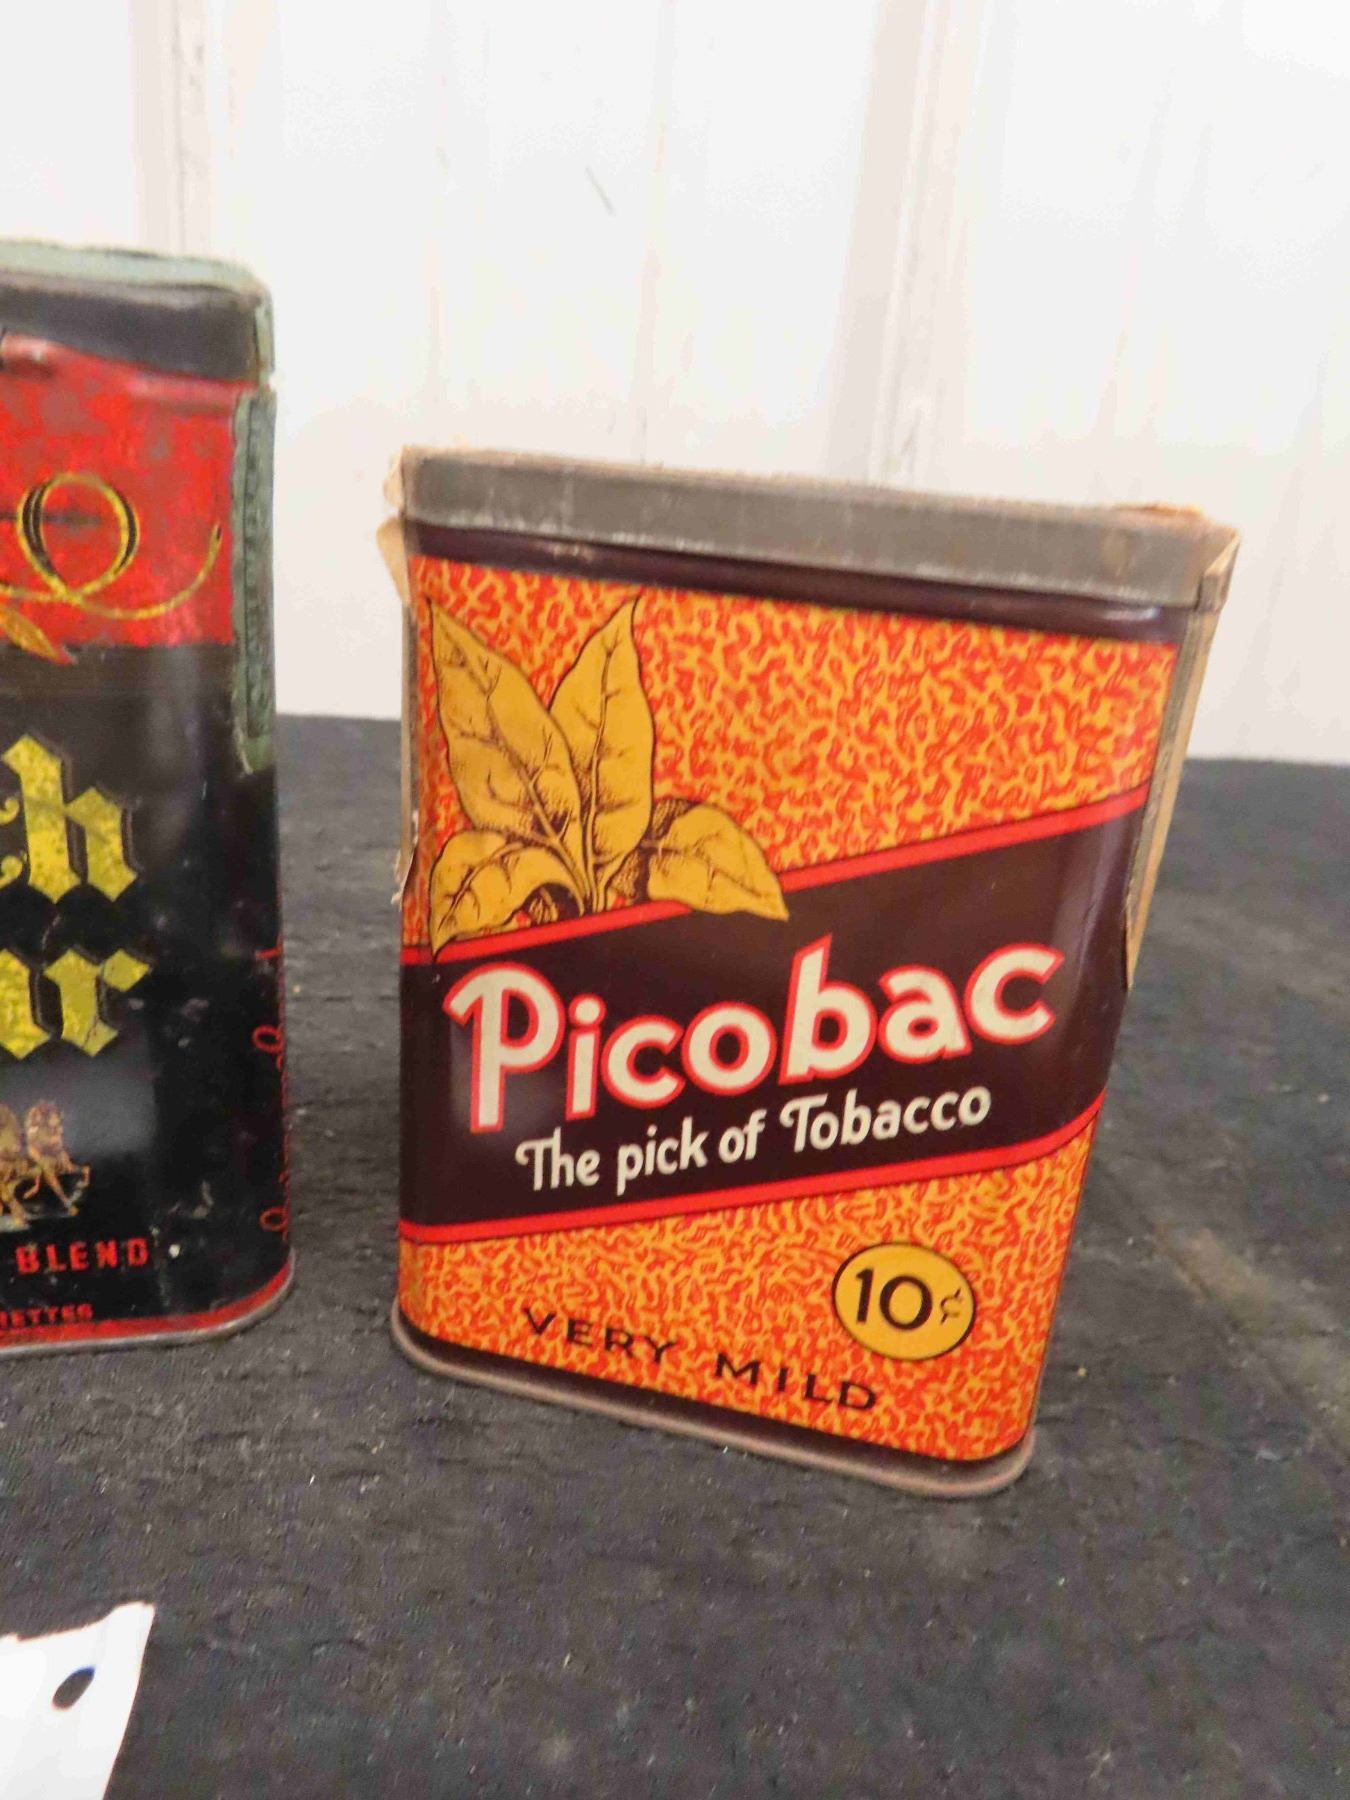 BLEND
Picobac
The pick of Tobacco
10¢
VERY MILD